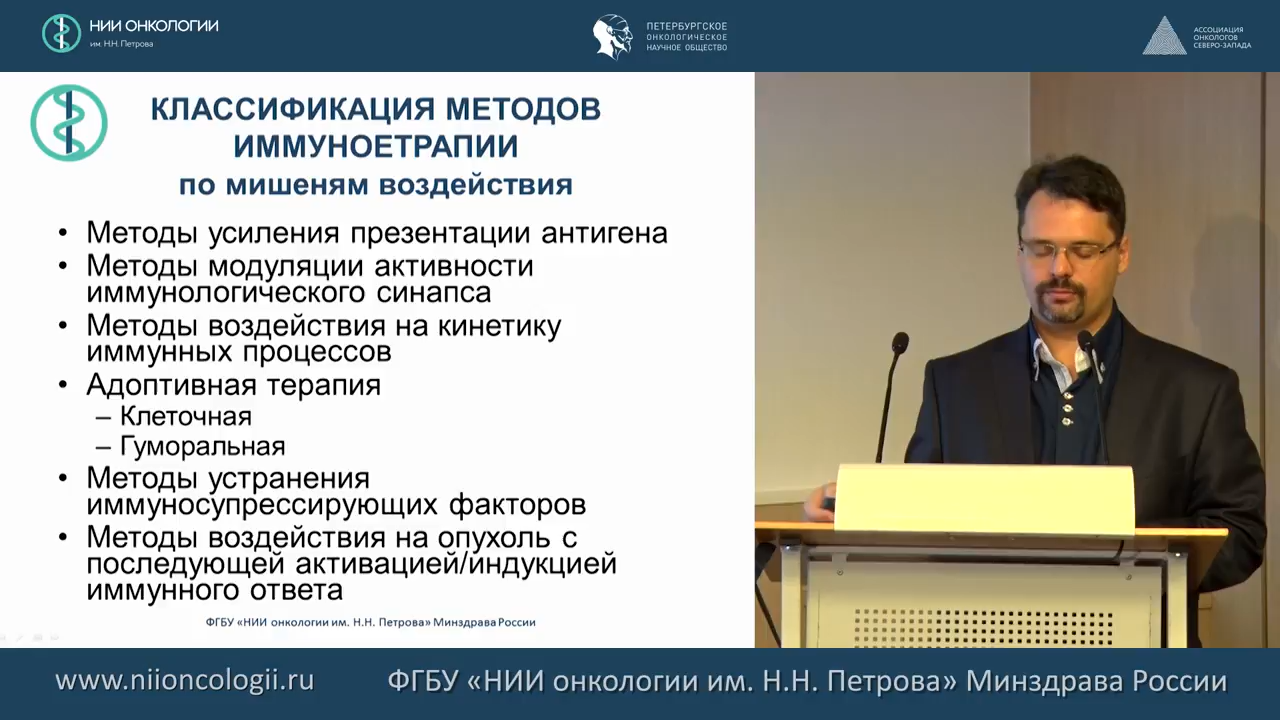 НИИ ОНКОЛОГИИ
им. Н.Н. Петрова
ПЕТЕРБУРГСКОЕ
ОНКОЛОГИЧЕСКОЕ
НАУЧНОЕ ОБЩЕСТВО
АССОЦИАЦИЯ
ОНКОЛОГОВ
СЕВЕРО-ЗАПАДА
КЛАССИФИКАЦИЯ МЕТОДОВ
ИММУНОЕТРАПИИ
по мишеням воздействия
• Методы усиления презентации антигена
• Методы модуляции активности
иммунологического синапса
• Методы воздействия на кинетику
иммунных процессов
• Адоптивная терапия
– Клеточная
– Гуморальная
• Методы устранения
иммуносупрессирующих факторов
• Методы воздействия на опухоль с
последующей активацией/индукцией
иммунного ответа
ФГБУ «НИИ онкологии им. Н.Н. Петрова» Минздрава России
www.niioncologii.ru
ФГБУ «НИИ онкологии им. Н.Н. Петрова» Минздрава России